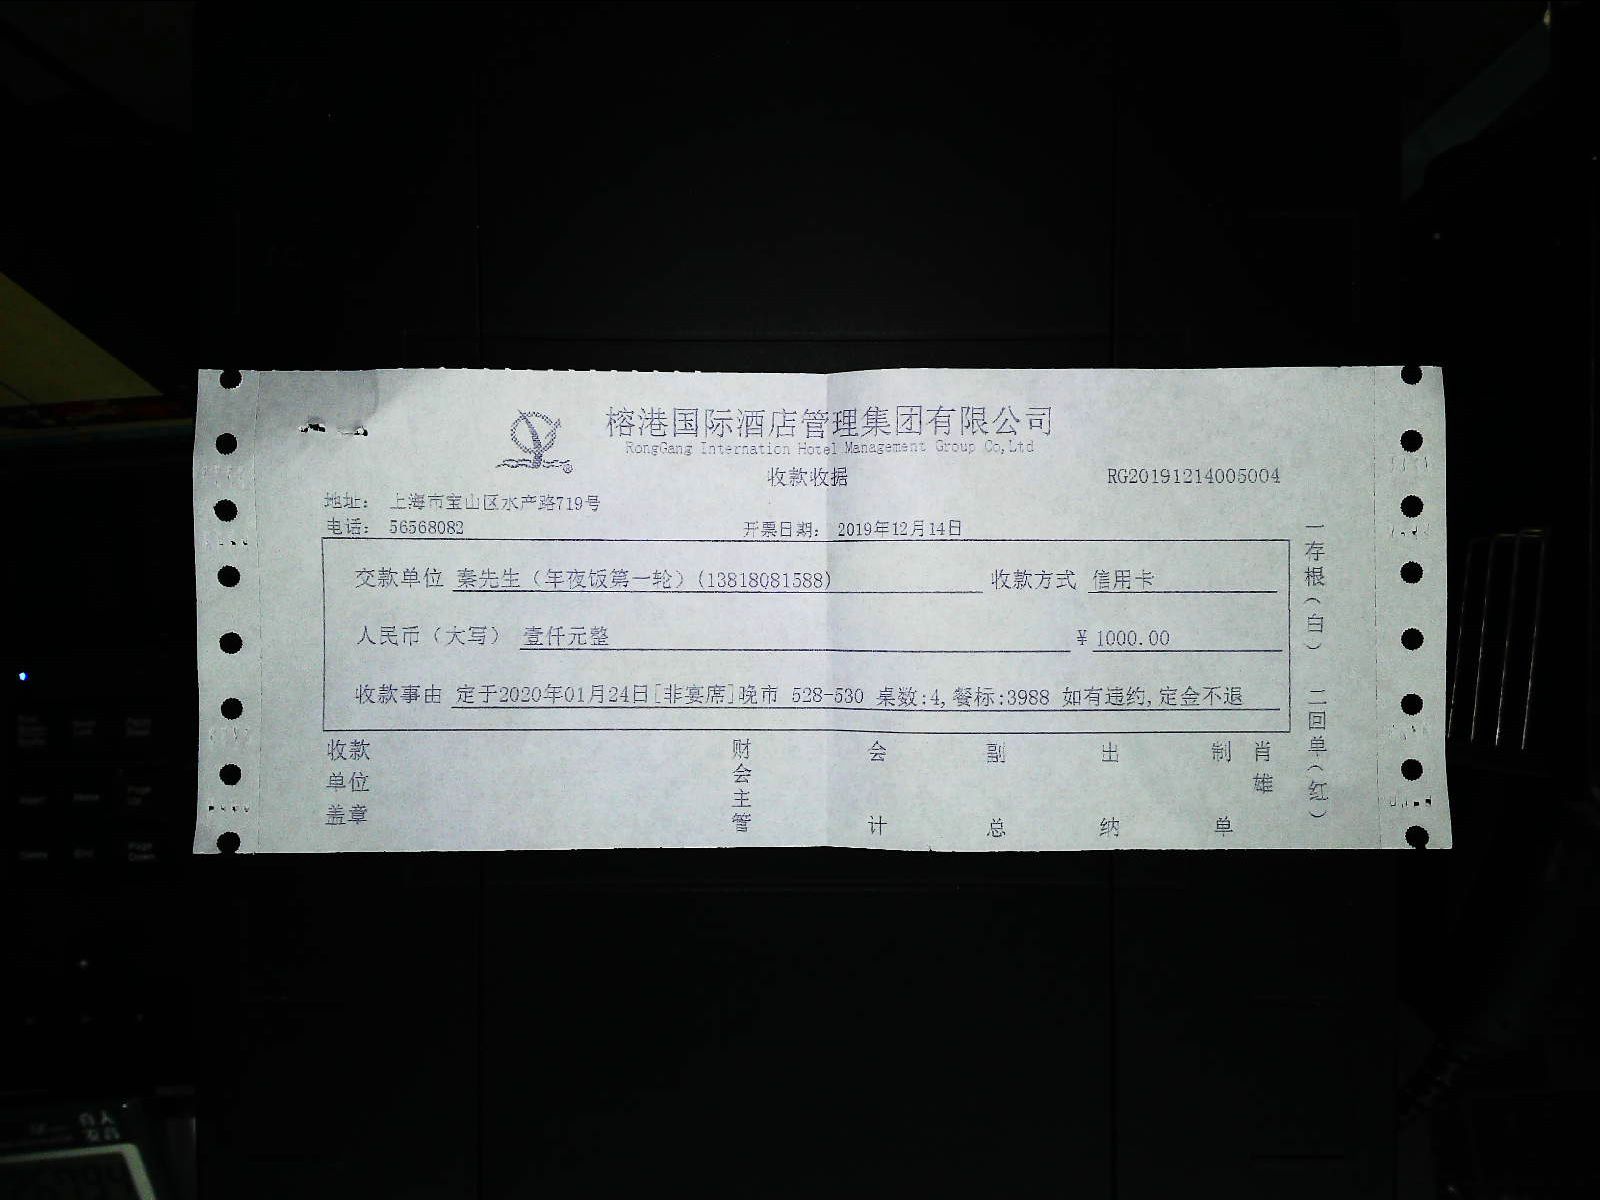 榕港国际酒店管理集团有限公司
RongGang Internation Hotel Management Group Co,Ltd
收款收据
RG20191214005004
地址: 上海市宝山区水产路719号
电话: 56568082
开票日期: 2019年12月14日
交款单位 秦先生(年夜饭第一轮)(13818081588) 收款方式 信用卡
人民币(大写) 壹仟元整 ¥ 1000.00
收款事由 定于2020年01月24日[非宴席]晚市 528-530 桌数:4,餐标:3988 如有违约,定金不退
收款单位盖章
财会主管
会计
副总
出纳
制单
肖雄
一存根(白) 二回单(红)